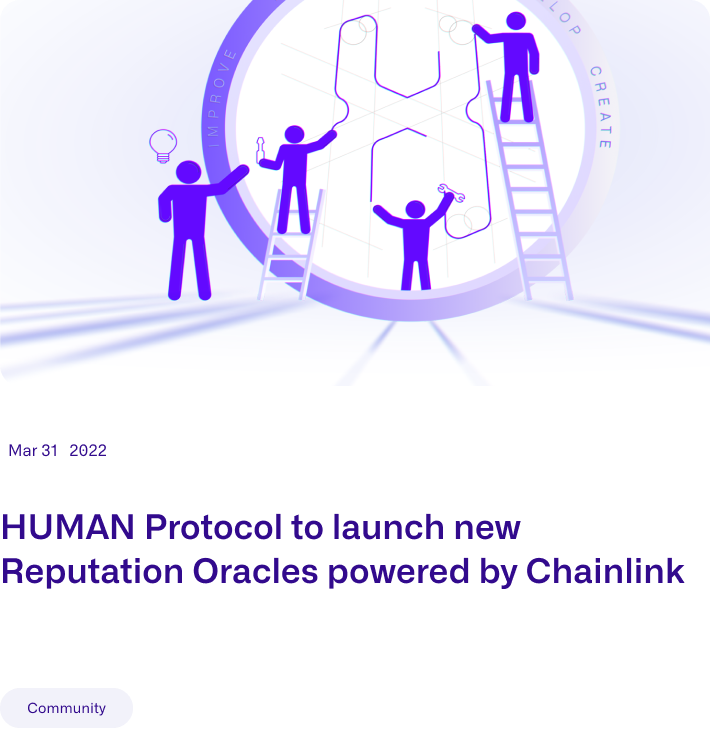 IMPROVE
CREATE
Mar 31 2022
HUMAN Protocol to launch new
Reputation Oracles powered by Chainlink
Community